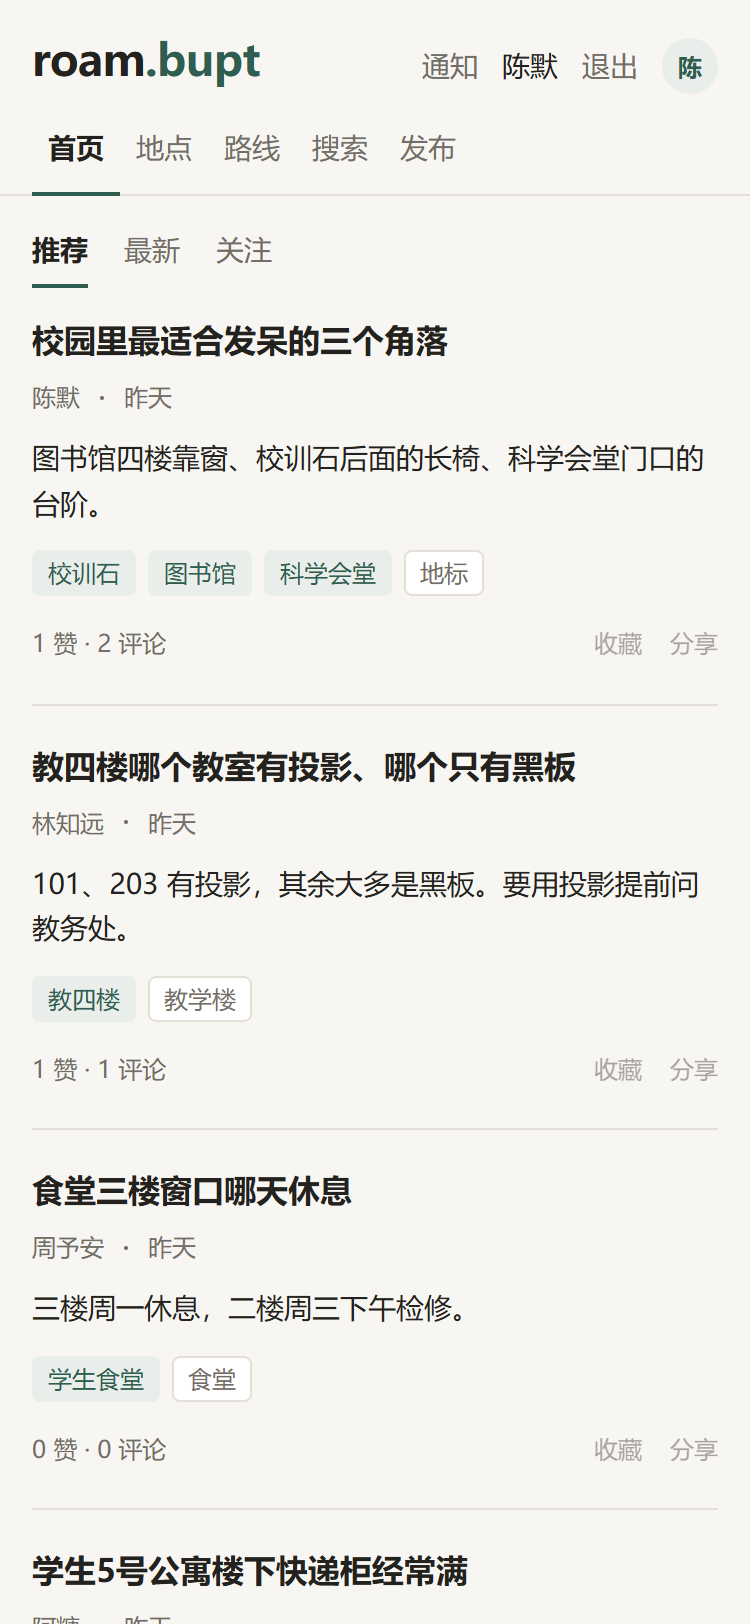 roam.bupt
通知 陈默 退出 陈
首页 地点 路线 搜索 发布
推荐 最新 关注
校园里最适合发呆的三个角落
陈默 · 昨天
图书馆四楼靠窗、校训石后面的长椅、科学会堂门口的
台阶。
校训石 图书馆 科学会堂 地标
1 赞 · 2 评论 收藏 分享
教四楼哪个教室有投影、哪个只有黑板
林知远 · 昨天
101、203 有投影，其余大多是黑板。要用投影提前问
教务处。
教四楼 教学楼
1 赞 · 1 评论 收藏 分享
食堂三楼窗口哪天休息
周予安 · 昨天
三楼周一休息，二楼周三下午检修。
学生食堂 食堂
0 赞 · 0 评论 收藏 分享
学生5号公寓楼下快递柜经常满